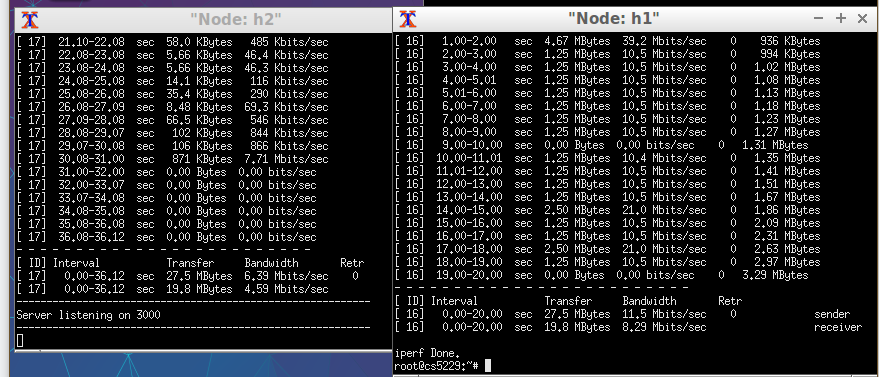 "Node: h2"
[ 17]  21.10-22.08  sec  58.0 KBytes   485 Kbits/sec
[ 17]  22.08-23.08  sec  5.66 KBytes  46.4 Kbits/sec
[ 17]  23.08-24.08  sec  5.66 KBytes  46.3 Kbits/sec
[ 17]  24.08-25.08  sec  14.1 KBytes   116 Kbits/sec
[ 17]  25.08-26.08  sec  35.4 KBytes   290 Kbits/sec
[ 17]  26.08-27.09  sec  8.48 KBytes  69.3 Kbits/sec
[ 17]  27.09-28.08  sec  66.5 KBytes   546 Kbits/sec
[ 17]  28.08-29.07  sec   102 KBytes   844 Kbits/sec
[ 17]  29.07-30.08  sec   106 KBytes   866 Kbits/sec
[ 17]  30.08-31.00  sec   871 KBytes  7.71 Mbits/sec
[ 17]  31.00-32.00  sec  0.00 Bytes  0.00 bits/sec
[ 17]  32.00-33.07  sec  0.00 Bytes  0.00 bits/sec
[ 17]  33.07-34.08  sec  0.00 Bytes  0.00 bits/sec
[ 17]  34.08-35.08  sec  0.00 Bytes  0.00 bits/sec
[ 17]  35.08-36.08  sec  0.00 Bytes  0.00 bits/sec
[ 17]  36.08-36.12  sec  0.00 Bytes  0.00 bits/sec
- - - - - - - - - - - - - - - - - - - - - - - - -
[ ID] Interval           Transfer     Bandwidth       Retr
[ 17]   0.00-36.12  sec  27.5 MBytes  6.39 Mbits/sec    0
[ 17]   0.00-36.12  sec  19.8 MBytes  4.59 Mbits/sec
-----------------------------------------------------------
Server listening on 3000
-----------------------------------------------------------
"Node: h1"
[ 16]   1.00-2.00   sec  4.67 MBytes  39.2 Mbits/sec    0    936 KBytes
[ 16]   2.00-3.00   sec  1.25 MBytes  10.5 Mbits/sec    0    994 KBytes
[ 16]   3.00-4.00   sec  1.25 MBytes  10.5 Mbits/sec    0   1.02 MBytes
[ 16]   4.00-5.01   sec  1.25 MBytes  10.5 Mbits/sec    0   1.08 MBytes
[ 16]   5.01-6.00   sec  1.25 MBytes  10.5 Mbits/sec    0   1.13 MBytes
[ 16]   6.00-7.00   sec  1.25 MBytes  10.5 Mbits/sec    0   1.18 MBytes
[ 16]   7.00-8.00   sec  1.25 MBytes  10.5 Mbits/sec    0   1.23 MBytes
[ 16]   8.00-9.00   sec  1.25 MBytes  10.5 Mbits/sec    0   1.27 MBytes
[ 16]   9.00-10.00  sec  0.00 Bytes  0.00 bits/sec    0   1.31 MBytes
[ 16]  10.00-11.01  sec  1.25 MBytes  10.4 Mbits/sec    0   1.35 MBytes
[ 16]  11.01-12.00  sec  1.25 MBytes  10.5 Mbits/sec    0   1.41 MBytes
[ 16]  12.00-13.00  sec  1.25 MBytes  10.5 Mbits/sec    0   1.51 MBytes
[ 16]  13.00-14.00  sec  1.25 MBytes  10.5 Mbits/sec    0   1.67 MBytes
[ 16]  14.00-15.00  sec  2.50 MBytes  21.0 Mbits/sec    0   1.86 MBytes
[ 16]  15.00-16.00  sec  1.25 MBytes  10.5 Mbits/sec    0   2.09 MBytes
[ 16]  16.00-17.00  sec  1.25 MBytes  10.5 Mbits/sec    0   2.31 MBytes
[ 16]  17.00-18.00  sec  2.50 MBytes  21.0 Mbits/sec    0   2.63 MBytes
[ 16]  18.00-19.00  sec  1.25 MBytes  10.5 Mbits/sec    0   2.97 MBytes
[ 16]  19.00-20.00  sec  0.00 Bytes  0.00 bits/sec    0   3.29 MBytes
- - - - - - - - - - - - - - - - - - - - - - - - -
[ ID] Interval           Transfer     Bandwidth       Retr
[ 16]   0.00-20.00  sec  27.5 MBytes  11.5 Mbits/sec    0             sender
[ 16]   0.00-20.00  sec  19.8 MBytes  8.29 Mbits/sec                  receiver
iperf Done.
root@cs5229:~#